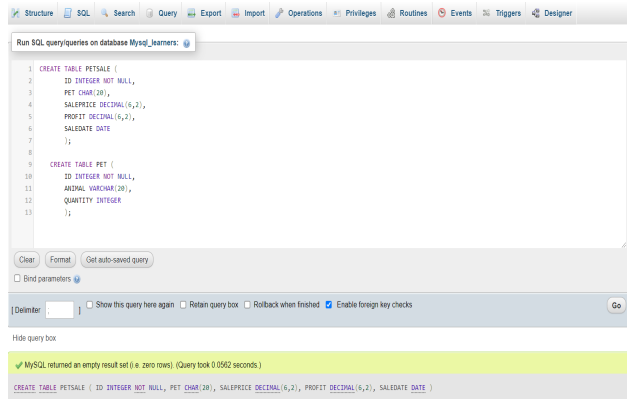 Structure SQL Search Query Export Import Operations Privileges Routines Events Triggers Designer
Run SQL query/queries on database Mysql_learners:
1 CREATE TABLE PETSALE (
2 ID INTEGER NOT NULL,
3 PET CHAR(20),
4 SALEPRICE DECIMAL(6,2),
5 PROFIT DECIMAL(6,2),
6 SALEDATE DATE
7 );
8
9 CREATE TABLE PET (
10 ID INTEGER NOT NULL,
11 ANIMAL VARCHAR(20),
12 QUANTITY INTEGER
13 );
Clear Format Get auto-saved query
Bind parameters
[ Delimiter ; ] Show this query here again Retain query box Rollback when finished Enable foreign key checks Go
Hide query box
MySQL returned an empty result set (i.e. zero rows). (Query took 0.0562 seconds.)
CREATE TABLE PETSALE ( ID INTEGER NOT NULL, PET CHAR(20), SALEPRICE DECIMAL(6,2), PROFIT DECIMAL(6,2), SALEDATE DATE )